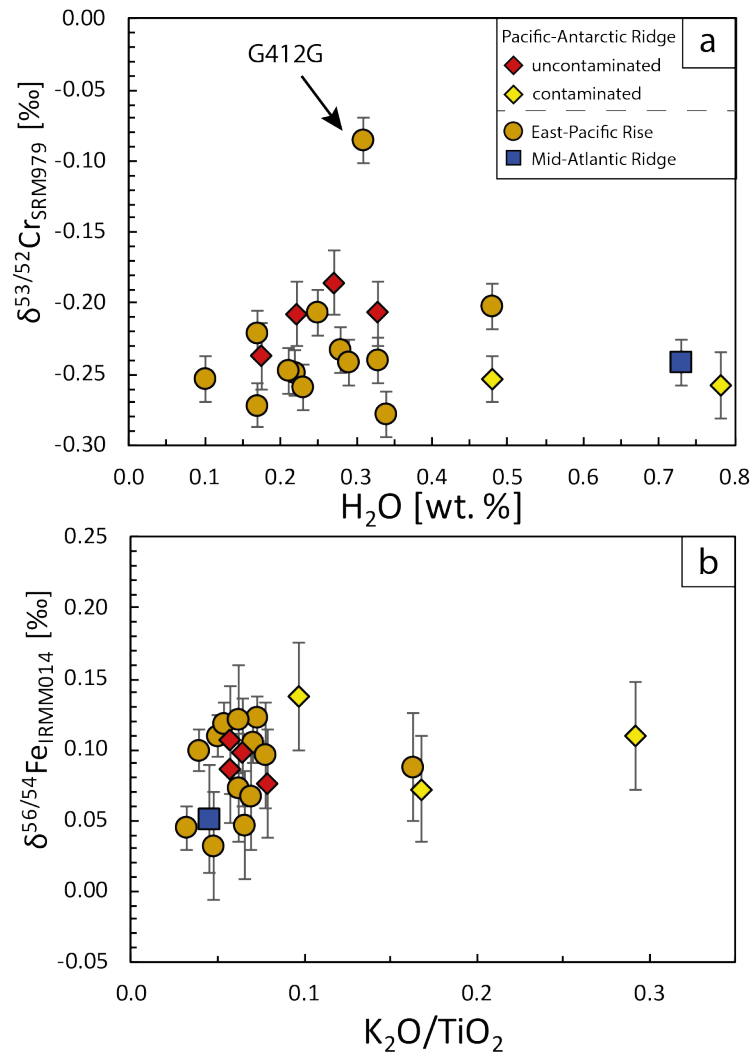 0.00
-0.05
-0.10
-0.15
-0.20
-0.25
-0.30
δ53/52CrSRM979 [‰]
G412G
Pacific-Antarctic Ridge
uncontaminated
contaminated
East-Pacific Rise
Mid-Atlantic Ridge
a
0.0 0.1 0.2 0.3 0.4 0.5 0.6 0.7 0.8
H2O [wt. %]
0.25
0.20
0.15
0.10
0.05
0.00
-0.05
δ56/54FeIRMM014 [‰]
b
0.0 0.1 0.2 0.3
K2O/TiO2